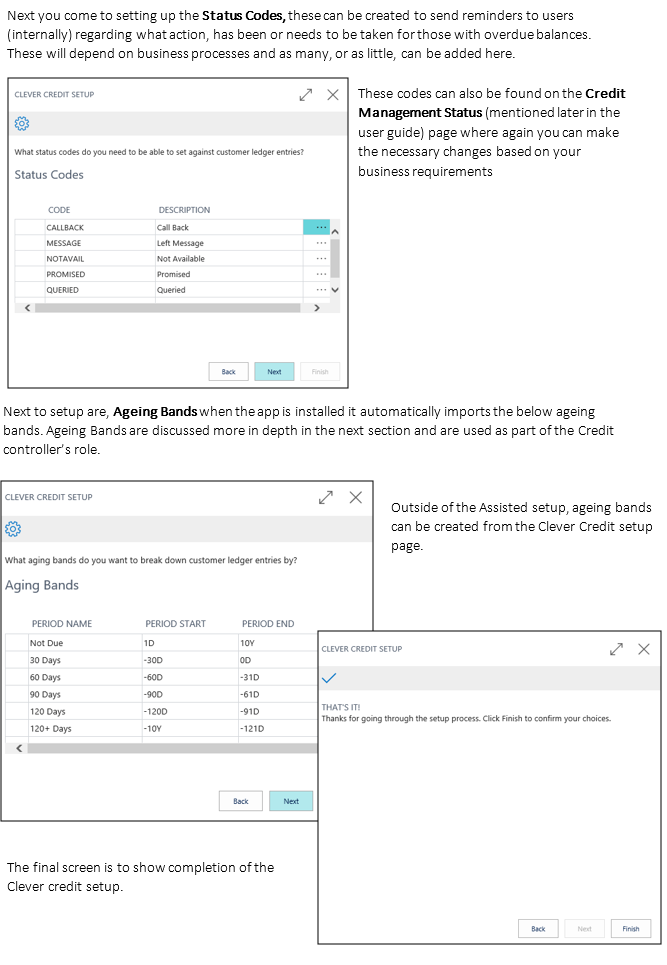 Next you come to setting up the Status Codes, these can be created to send reminders to users
(internally) regarding what action, has been or needs to be taken for those with overdue balances.
These will depend on business processes and as many, or as little, can be added here.
CLEVER CREDIT SETUP
What status codes do you need to be able to set against customer ledger entries?
Status Codes
CODE DESCRIPTION
CALLBACK Call Back ...
MESSAGE Left Message ...
NOTAVAIL Not Available ...
PROMISED Promised ...
QUERIED Queried ...
Back Next Finish
These codes can also be found on the Credit
Management Status (mentioned later in the
user guide) page where again you can make
the necessary changes based on your
business requirements
Next to setup are, Ageing Bands when the app is installed it automatically imports the below ageing
bands. Ageing Bands are discussed more in depth in the next section and are used as part of the Credit
controller's role.
CLEVER CREDIT SETUP
What aging bands do you want to break down customer ledger entries by?
Aging Bands
PERIOD NAME PERIOD START PERIOD END
Not Due 1D 10Y
30 Days -30D 0D
60 Days -60D -31D
90 Days -90D -61D
120 Days -120D -91D
120+ Days -10Y -121D
Back Next
Outside of the Assisted setup, ageing bands
can be created from the Clever Credit setup
page.
CLEVER CREDIT SETUP
THAT'S IT!
Thanks for going through the setup process. Click Finish to confirm your choices.
Back Next Finish
The final screen is to show completion of the
Clever credit setup.